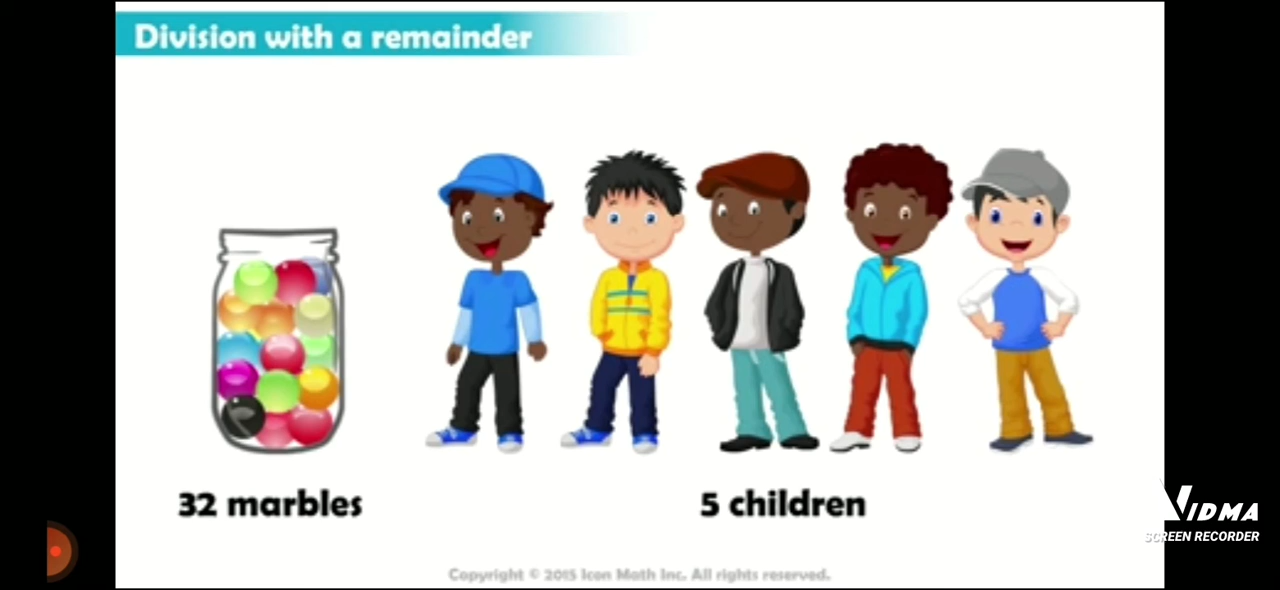 Division with a remainder
32 marbles
5 children
VIDMA
SCREEN RECORDER
Copyright © 2015 Icon Math Inc. All rights reserved.